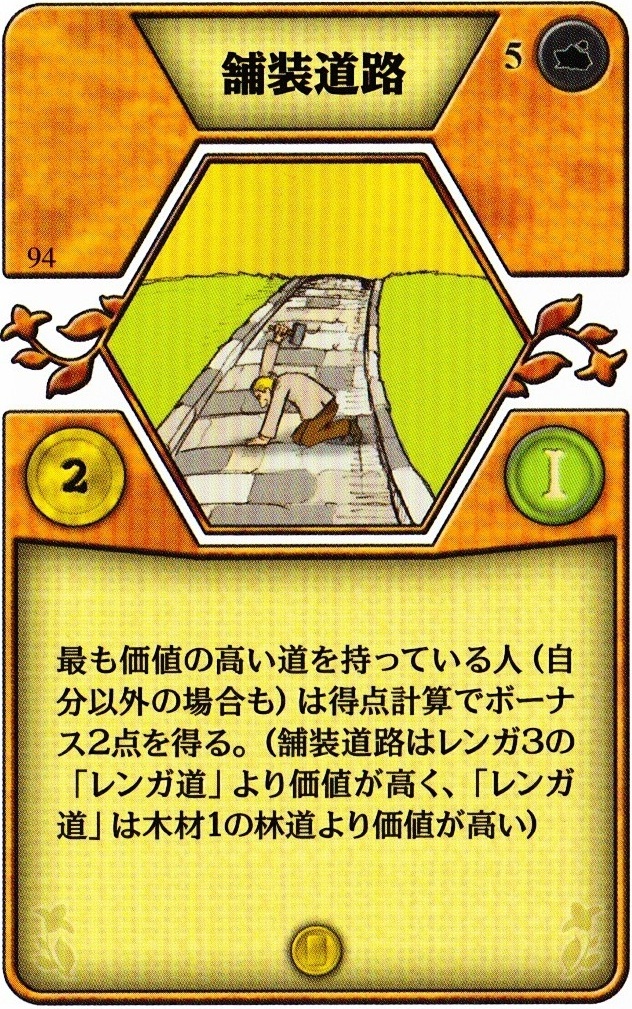 舗装道路
5
94
2
I
最も価値の高い道を持っている人（自
分以外の場合も）は得点計算でボーナ
ス2点を得る。（舗装道路はレンガ3の
「レンガ道」より価値が高く、「レンガ
道」は木材1の林道より価値が高い）